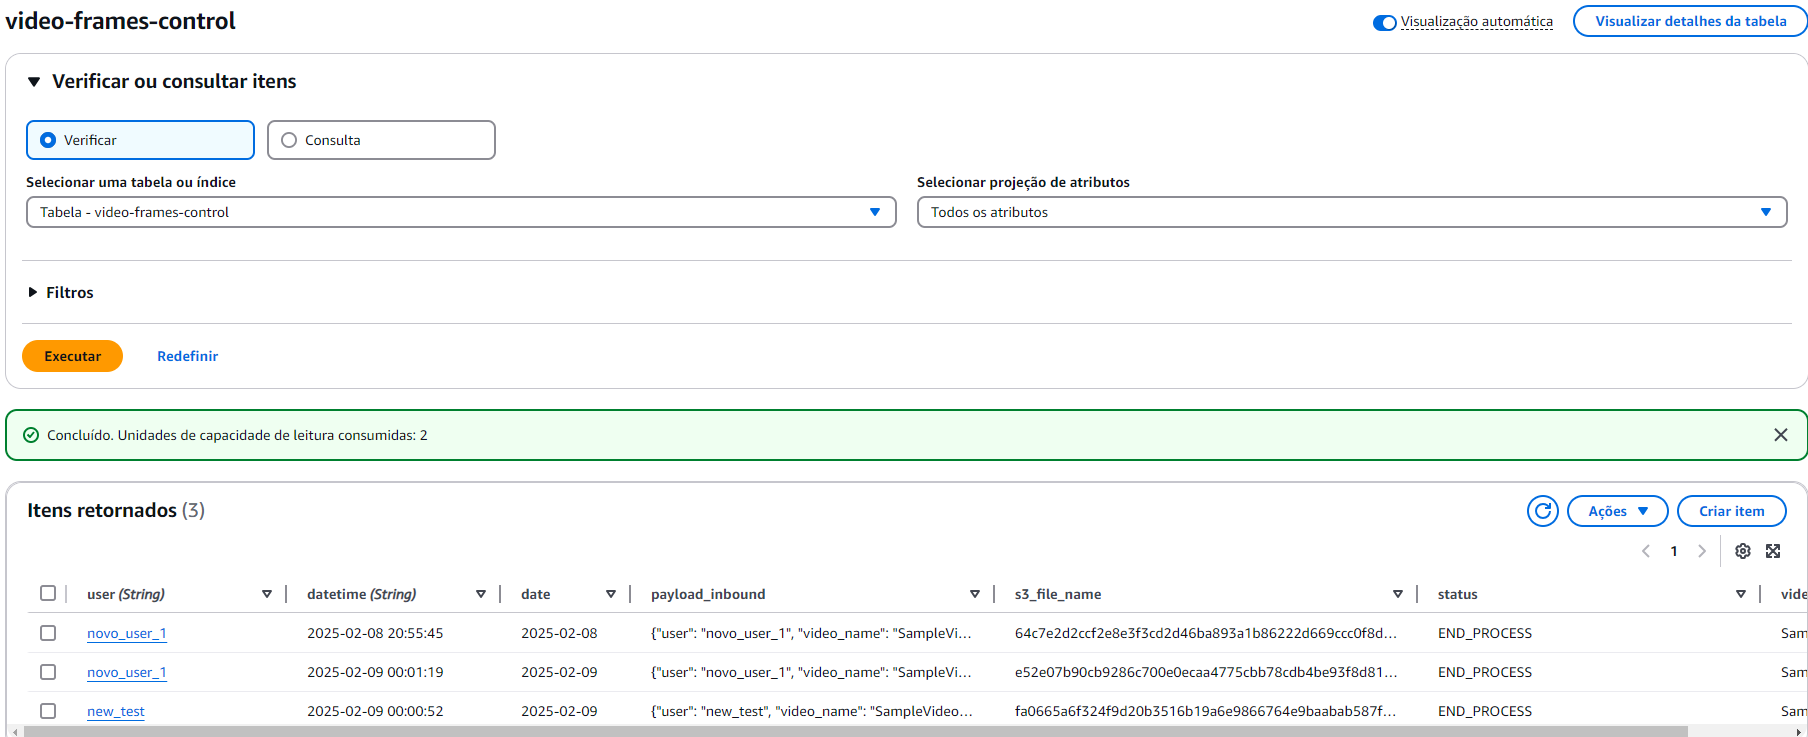 video-frames-control
Visualização automática
Visualizar detalhes da tabela
Verificar ou consultar itens
Verificar
Consulta
Selecionar uma tabela ou índice
Selecionar projeção de atributos
Tabela - video-frames-control
Todos os atributos
Filtros
Executar
Redefinir
Concluído. Unidades de capacidade de leitura consumidas: 2
Itens retornados (3)
Ações
Criar item
1
user (String) datetime (String) date payload_inbound s3_file_name status vide
novo_user_1 2025-02-08 20:55:45 2025-02-08 {"user": "novo_user_1", "video_name": "SampleVi... 64c7e2d2ccf2e8e3f3cd2d46ba893a1b86222d669ccc0f8d... END_PROCESS Sam
novo_user_1 2025-02-09 00:01:19 2025-02-09 {"user": "novo_user_1", "video_name": "SampleVi... e52e07b90cb9286c700e0ecaa4775cbb78cdb4be93f8d81... END_PROCESS Sam
new_test 2025-02-09 00:00:52 2025-02-09 {"user": "new_test", "video_name": "SampleVideo... fa0665a6f324f9d20b3516b19a6e9866764e9baabab587f... END_PROCESS Sam